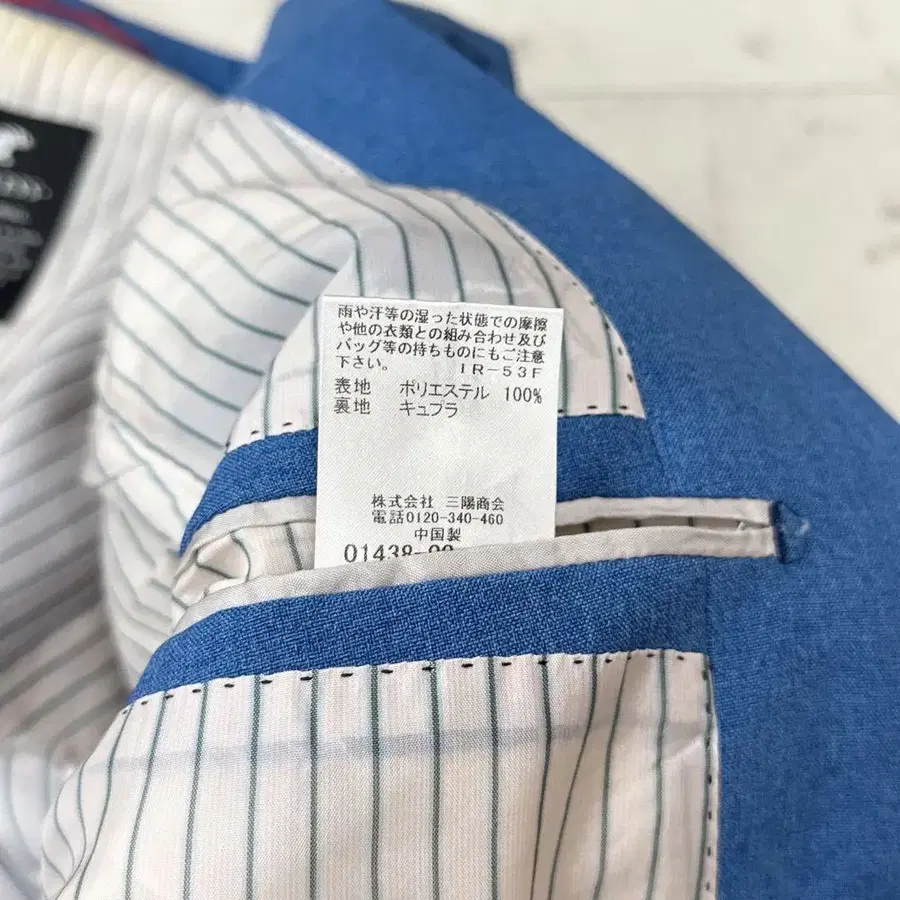 雨や汗等の湿った状態での摩擦
や他の衣類との組み合わせ及び
バッグ等の持ちものにもご注意
下さい。 IR-53F
表地 ポリエステル 100%
裏地 キュプラ
株式会社 三陽商会
電話0120-340-460
中国製
01438-